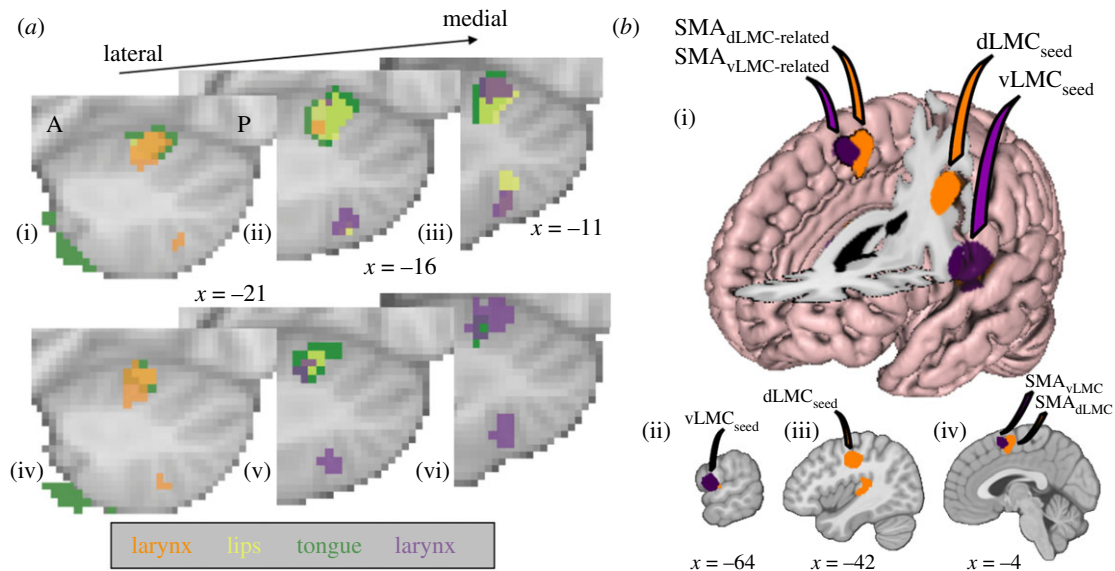 (a)
lateral
medial
A
P
(i)
(ii)
(iii)
x = –11
x = –16
x = –21
(iv)
(v)
(vi)
larynx lips tongue larynx
(b)
SMAdLMC-related
SMAvLMC-related
dLMCseed
vLMCseed
(i)
SMAvLMC
SMAdLMC
dLMCseed
vLMCseed
(ii)
(iii)
(iv)
x = –64
x = –42
x = –4